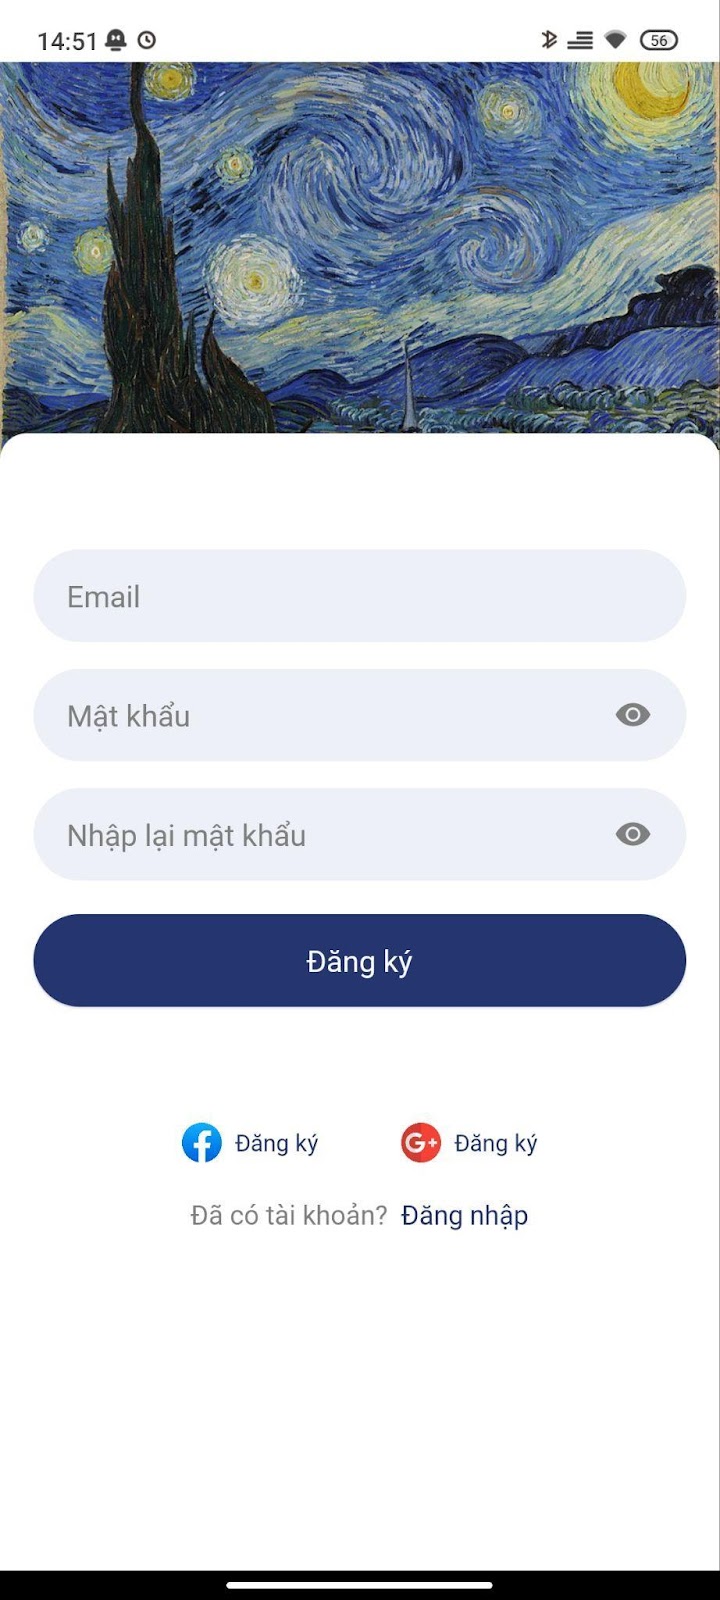 14:51 56
Email
Mật khẩu
Nhập lại mật khẩu
Đăng ký
Đăng ký G+ Đăng ký
Đã có tài khoản? Đăng nhập